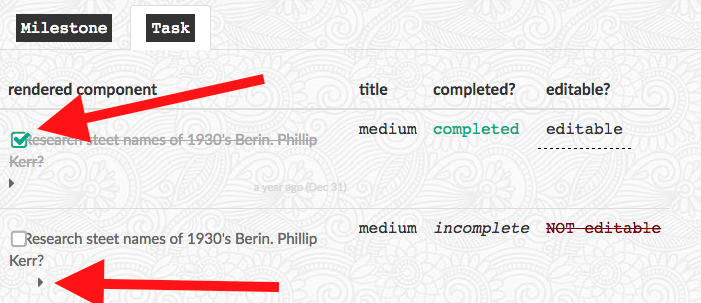 Milestone Task
rendered component title completed? editable?
Research steet names of 1930's Berin. Phillip medium completed editable
Kerr?
a year ago (Dec 31)
Research steet names of 1930's Berin. Phillip medium incomplete NOT editable
Kerr?